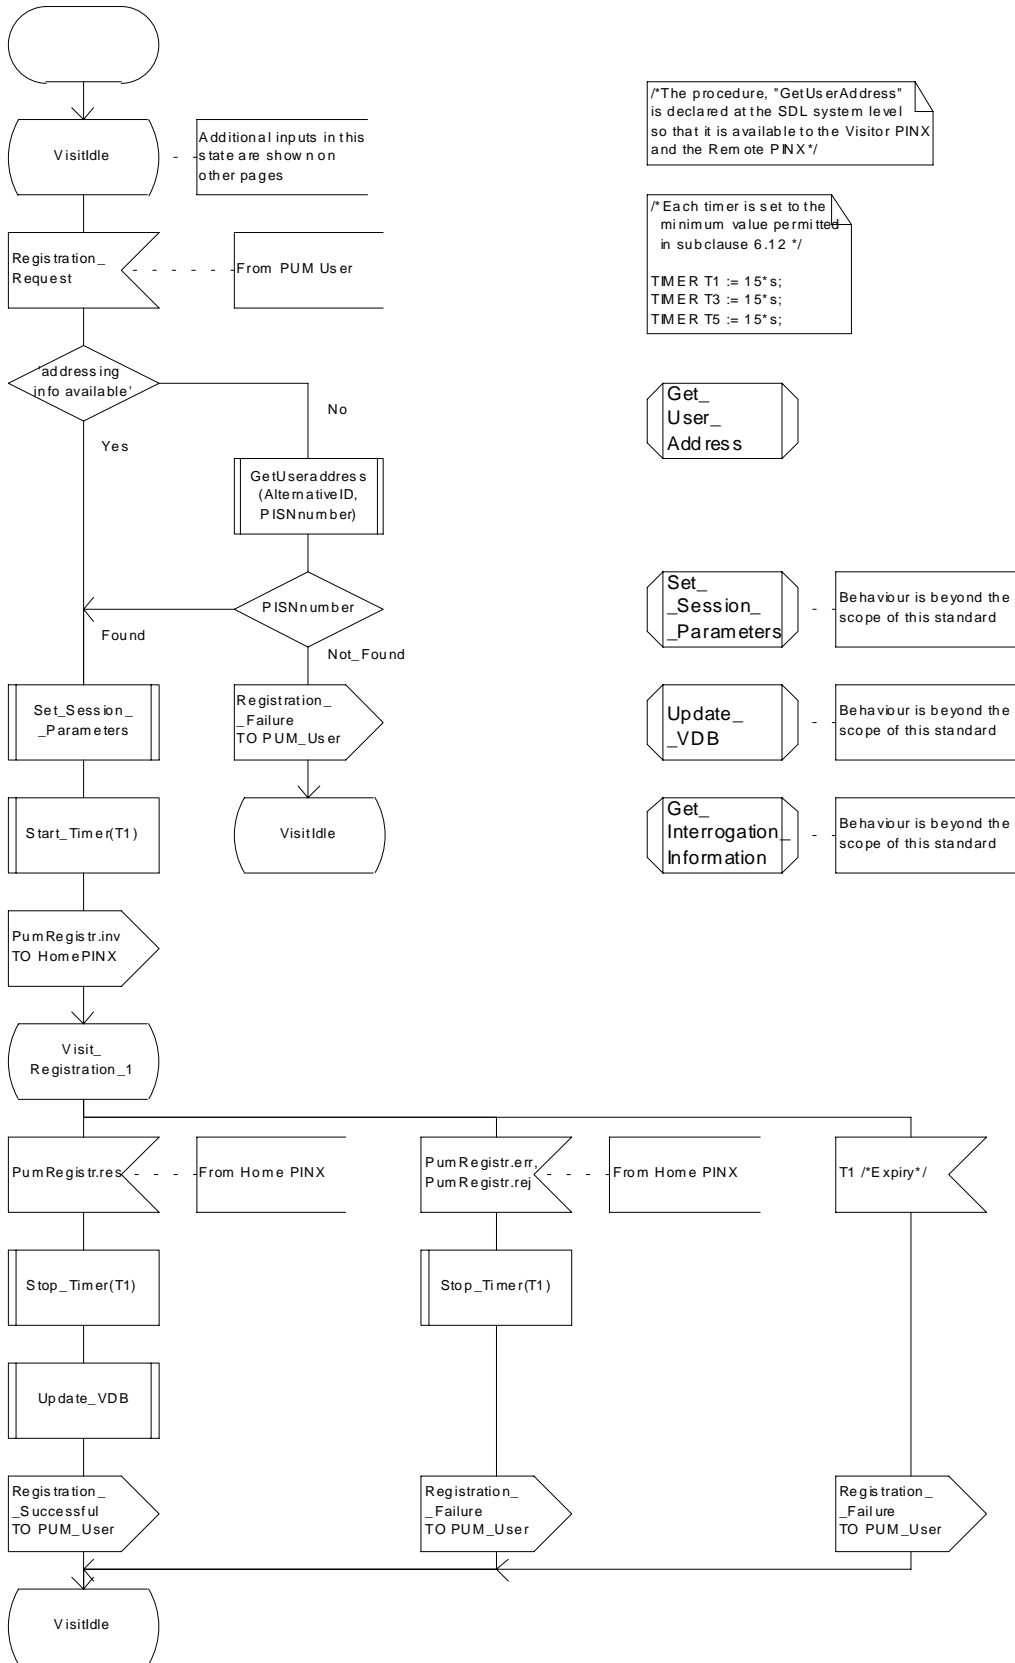 VisitIdle
Additional inputs in this
state are shown on
other pages
/*The procedure, "GetUserAddress"
is declared at the SDL system level
so that it is available to the Visitor PINX
and the Remote PINX*/
/*Each timer is set to the
minimum value permitted
in subclause 6.12 */
TIMER T1 := 15*s;
TIMER T3 := 15*s;
TIMER T5 := 15*s;
Registration_
Request
From PUM User
'addressing
info available'
No
Yes
Get_
User_
Address
GetUseraddress
(AlternativeID,
PISNnumber)
PISNnumber
Found
Not_Found
Set_
_Session_
_Parameters
Behaviour is beyond the
scope of this standard
Set_Session_
_Parameters
Registration_
_Failure
TO PUM_User
Update_
_VDB
Behaviour is beyond the
scope of this standard
Start_Timer(T1)
VisitIdle
Get_
Interrogation_
Information
Behaviour is beyond the
scope of this standard
PumRegistr.inv
TO HomePINX
Visit_
Registration_1
PumRegistr.res
From Home PINX
PumRegistr.err,
PumRegistr.rej
From Home PINX
T1 /*Expiry*/
Stop_Timer(T1)
Stop_Timer(T1)
Update_VDB
Registration_
_Successful
TO PUM_User
Registration_
_Failure
TO PUM_User
Registration_
_Failure
TO PUM_User
VisitIdle